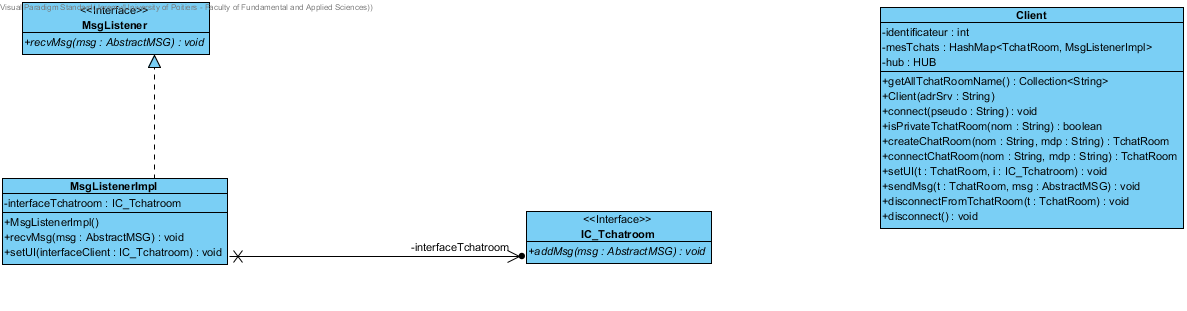 Visual Paradigm Standard
University of Poitiers - Faculty of Fundamental and Applied Sciences))
<<Interface>>
MsgListener
+recvMsg(msg : AbstractMSG) : void
MsgListenerImpl
-interfaceTchatroom : IC_Tchatroom
+MsgListenerImpl()
+recvMsg(msg : AbstractMSG) : void
+setUI(interfaceClient : IC_Tchatroom) : void
-interfaceTchatroom
<<Interface>>
IC_Tchatroom
+addMsg(msg : AbstractMSG) : void
Client
-identificateur : int
-mesTchats : HashMap<TchatRoom, MsgListenerImpl>
-hub : HUB
+getAllTchatRoomName() : Collection<String>
+Client(adrSrv : String)
+connect(pseudo : String) : void
+isPrivateTchatRoom(nom : String) : boolean
+createChatRoom(nom : String, mdp : String) : TchatRoom
+connectChatRoom(nom : String, mdp : String) : TchatRoom
+setUI(t : TchatRoom, i : IC_Tchatroom) : void
+sendMsg(t : TchatRoom, msg : AbstractMSG) : void
+disconnectFromTchatRoom(t : TchatRoom) : void
+disconnect() : void